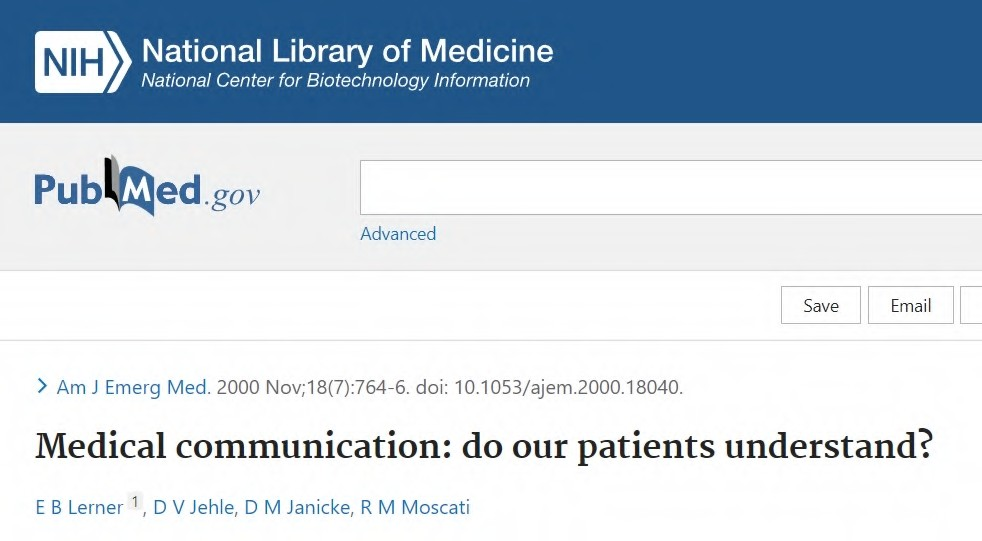 NIH National Library of Medicine
National Center for Biotechnology Information
PubMed.gov
Advanced
Save Email
Am J Emerg Med. 2000 Nov;18(7):764-6. doi: 10.1053/ajem.2000.18040.
Medical communication: do our patients understand?
E B Lerner 1, D V Jehle, D M Janicke, R M Moscati